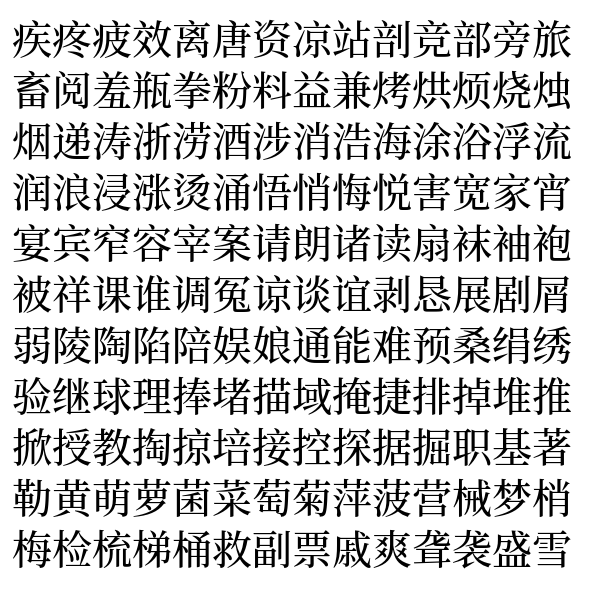 疾疼疲效离唐资凉站剖竞部旁旅
畜阅羞瓶拳粉料益兼烤烘烦烧烛
烟递涛浙涝酒涉消浩海涂浴浮流
润浪浸涨烫涌悟悄悔悦害宽家宵
宴宾窄容宰案请朗诸读扇袜袖袍
被祥课谁调冤谅谈谊剥恳展剧屑
弱陵陶陷陪娱娘通能难预桑绢绣
验继球理捧堵描域掩捷排掉堆推
掀授教掏掠培接控探据掘职基著
勒黄萌萝菌菜萄菊萍菠营械梦梢
梅检梳梯桶救副票戚爽聋袭盛雪